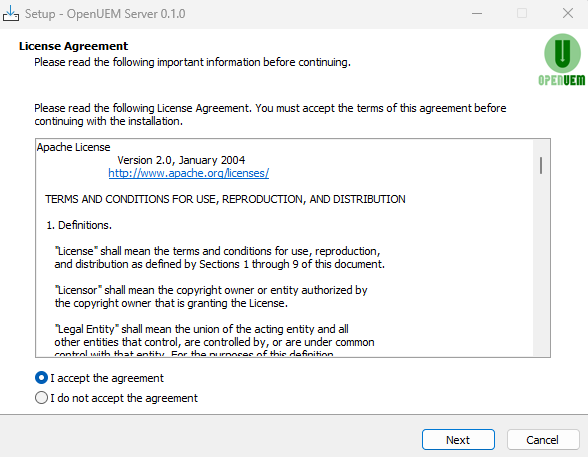 Setup - OpenUEM Server 0.1.0
License Agreement
Please read the following important information before continuing.
OPENUEM
Please read the following License Agreement. You must accept the terms of this agreement before
continuing with the installation.
Apache License
Version 2.0, January 2004
http://www.apache.org/licenses/
TERMS AND CONDITIONS FOR USE, REPRODUCTION, AND DISTRIBUTION
1. Definitions.
"License" shall mean the terms and conditions for use, reproduction,
and distribution as defined by Sections 1 through 9 of this document.
"Licensor" shall mean the copyright owner or entity authorized by
the copyright owner that is granting the License.
"Legal Entity" shall mean the union of the acting entity and all
other entities that control, are controlled by, or are under common
control with that entity. For the purposes of this definition,
I accept the agreement
I do not accept the agreement
Next
Cancel